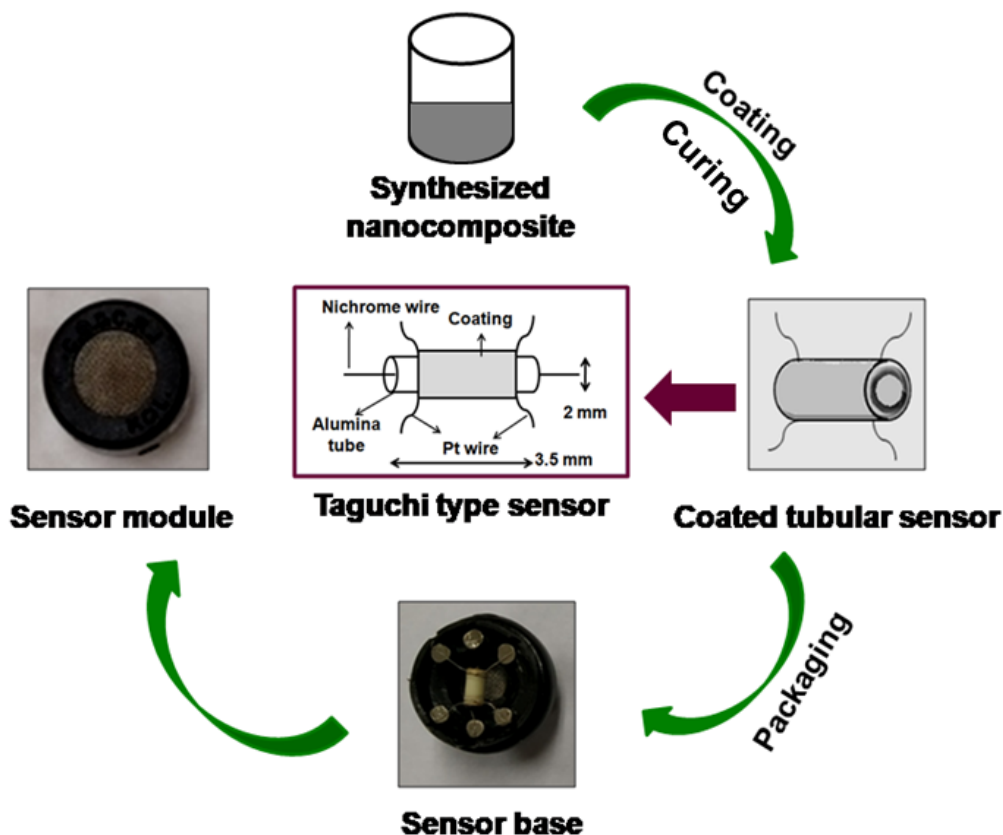 Coating
Curing
Synthesized
nanocomposite
Nichrome wire
Coating
Alumina
tube
Pt wire
2 mm
3.5 mm
Taguchi type sensor
Sensor module
Coated tubular sensor
Packaging
Sensor base